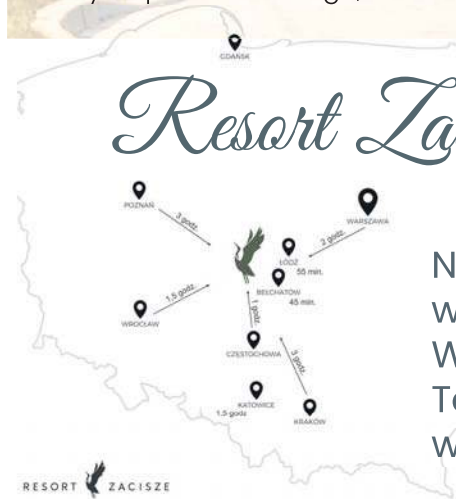 GDAŃSK
Resort Za
POZNAŃ
3 godz.
WARSZAWA
2 godz.
ŁÓDŹ
55 min.
BEŁCHATÓW
45 min.
1,5 godz.
WROCŁAW
1 godz.
CZĘSTOCHOWA
3 godz.
KATOWICE
1,5 godz
KRAKÓW
N
w
W
To
w
RESORT ZACISZE